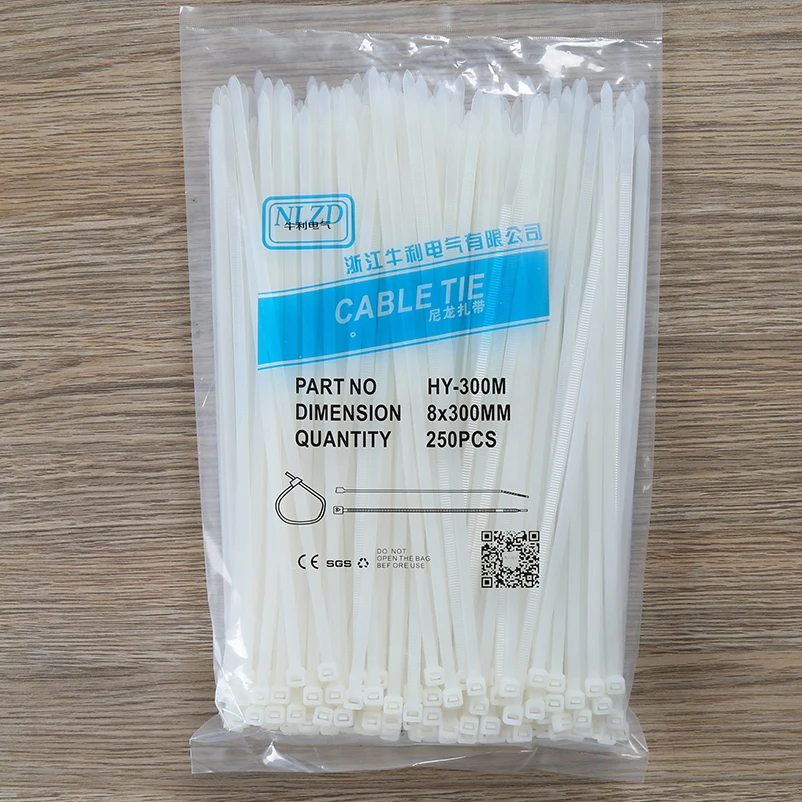 NLZD
牛利电气
浙江牛利电气有限公司
CABLE TIE
尼龙扎带
PART NO HY-300M
DIMENSION 8x300MM
QUANTITY 250PCS
CE SGS
DO NOT
OPEN THE BAG
BEFORE USE